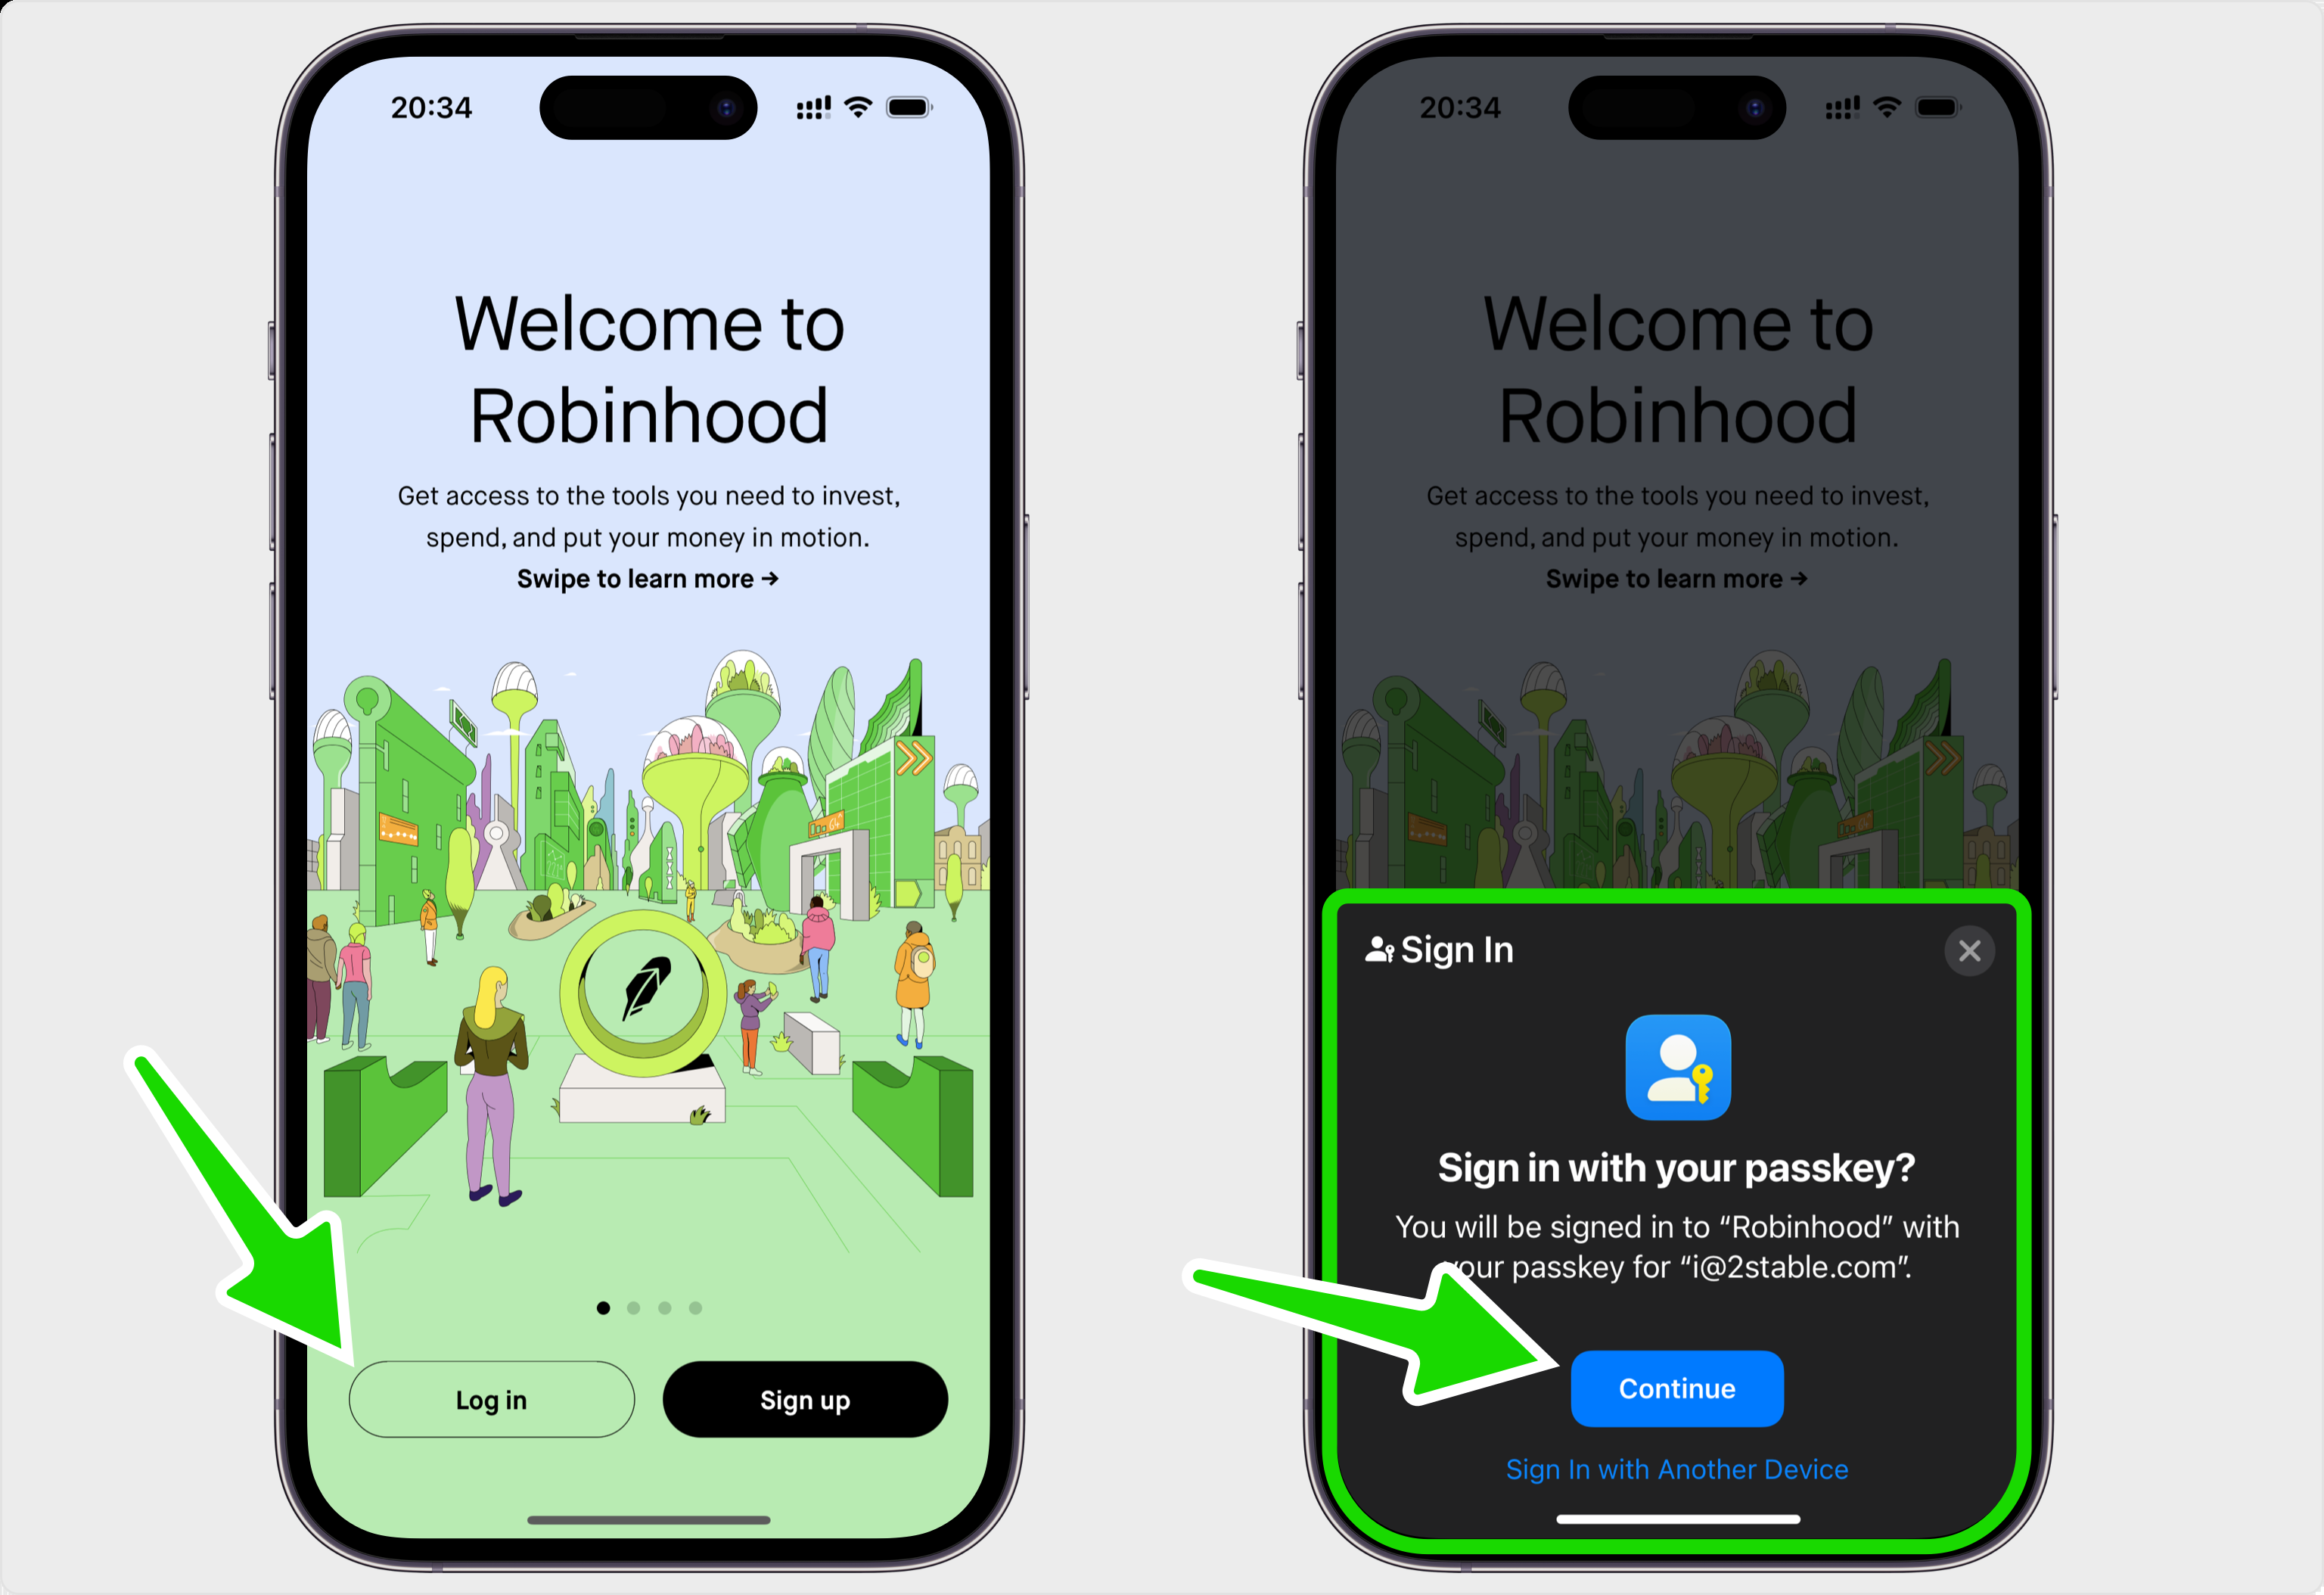 20:34
Welcome to
Robinhood
Get access to the tools you need to invest,
spend, and put your money in motion.
Swipe to learn more →
Log in
Sign up
20:34
Welcome to
Robinhood
Get access to the tools you need to invest,
spend, and put your money in motion.
Swipe to learn more →
Sign In
Sign in with your passkey?
You will be signed in to “Robinhood” with
your passkey for “i@2stable.com”.
Continue
Sign In with Another Device